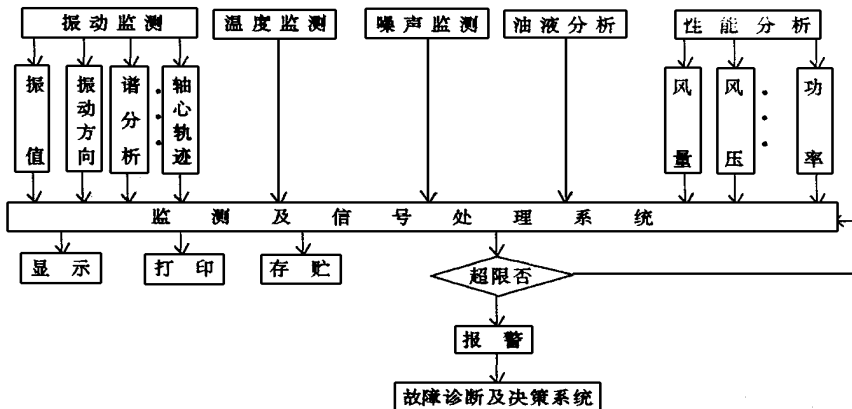 振动监测
温度监测
噪声监测
油液分析
性能分析
振值
振动方向
谱分析
轴心轨迹
风量
风压
功率
监测及信号处理系统
显示
打印
存贮
超限否
报警
故障诊断及决策系统